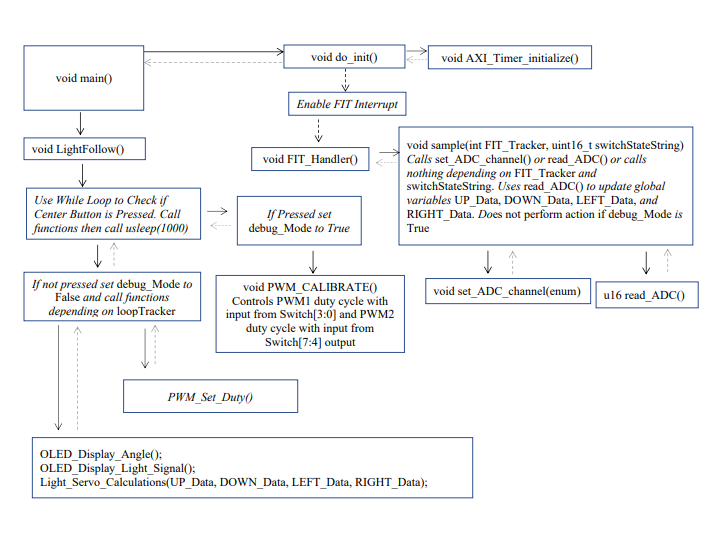 void main()
void do_init()
void AXI_Timer_initialize()
Enable FIT Interrupt
void LightFollow()
void FIT_Handler()
void sample(int FIT_Tracker, uint16_t switchStateString)
Calls set_ADC_channel() or read_ADC() or calls
nothing depending on FIT_Tracker and
switchStateString. Uses read_ADC() to update global
variables UP_Data, DOWN_Data, LEFT_Data, and
RIGHT_Data. Does not perform action if debug_Mode is
True
Use While Loop to Check if
Center Button is Pressed. Call
functions then call usleep(1000)
If Pressed set
debug_Mode to True
If not pressed set debug_Mode to
False and call functions
depending on loopTracker
void PWM_CALIBRATE()
Controls PWM1 duty cycle with
input from Switch[3:0] and PWM2
duty cycle with input from
Switch[7:4] output
void set_ADC_channel(enum)
u16 read_ADC()
PWM_Set_Duty()
OLED_Display_Angle();
OLED_Display_Light_Signal();
Light_Servo_Calculations(UP_Data, DOWN_Data, LEFT_Data, RIGHT_Data);